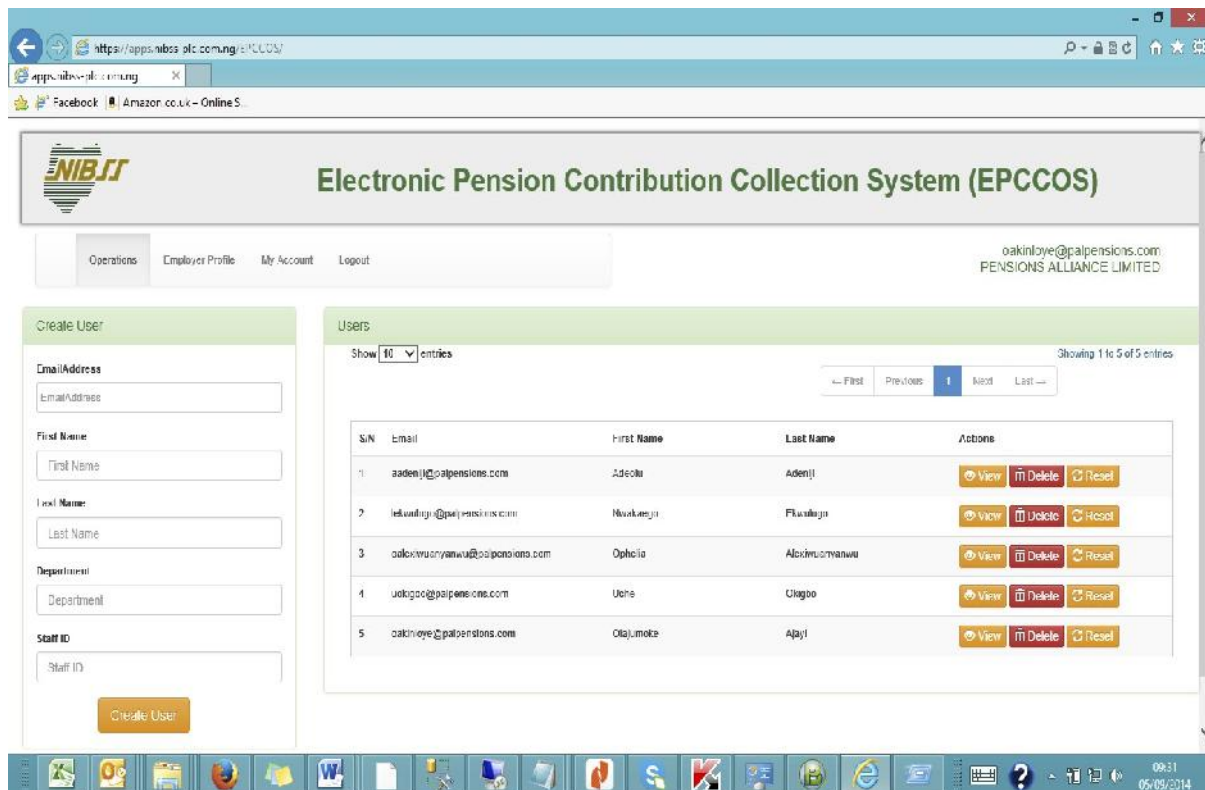 https://apps.nibss-plc.com.ng/EPCCOS/
apps.nibss-plc.com.ng
Facebook Amazon.co.uk – Online S...
NIBSS
Electronic Pension Contribution Collection System (EPCCOS)
Operations Employer Profile My Account Logout
oakinloye@palpensions.com
PENSIONS ALLIANCE LIMITED
Create User
EmailAddress
EmailAddress
First Name
First Name
Last Name
Last Name
Department
Department
Staff ID
Staff ID
Create User
Users
Show 10 entries
Showing 1 to 5 of 5 entries
← First Previous 1 Next Last →
S/N Email First Name Last Name Actions
1 aadeniji@palpensions.com Adeolu Adeniji View Delete Reset
2 Nwakaego Ekwulugo View Delete Reset
3 oalexiwuanyanwu@palpensions.com Ophelia Alexiwuanyanwu View Delete Reset
4 uokigbo@palpensions.com Uche Okigbo View Delete Reset
5 oakinloye@palpensions.com Olajumoke Ajayi View Delete Reset
09:31
05/09/2014